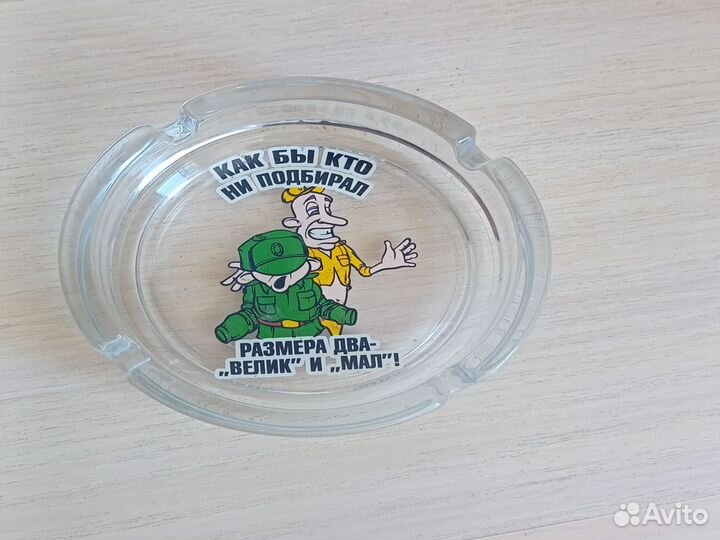 КАК БЫ КТО
НИ ПОДБИРАЛ
РАЗМЕРА ДВА-
„ВЕЛИК” И „МАЛ”!
Avito